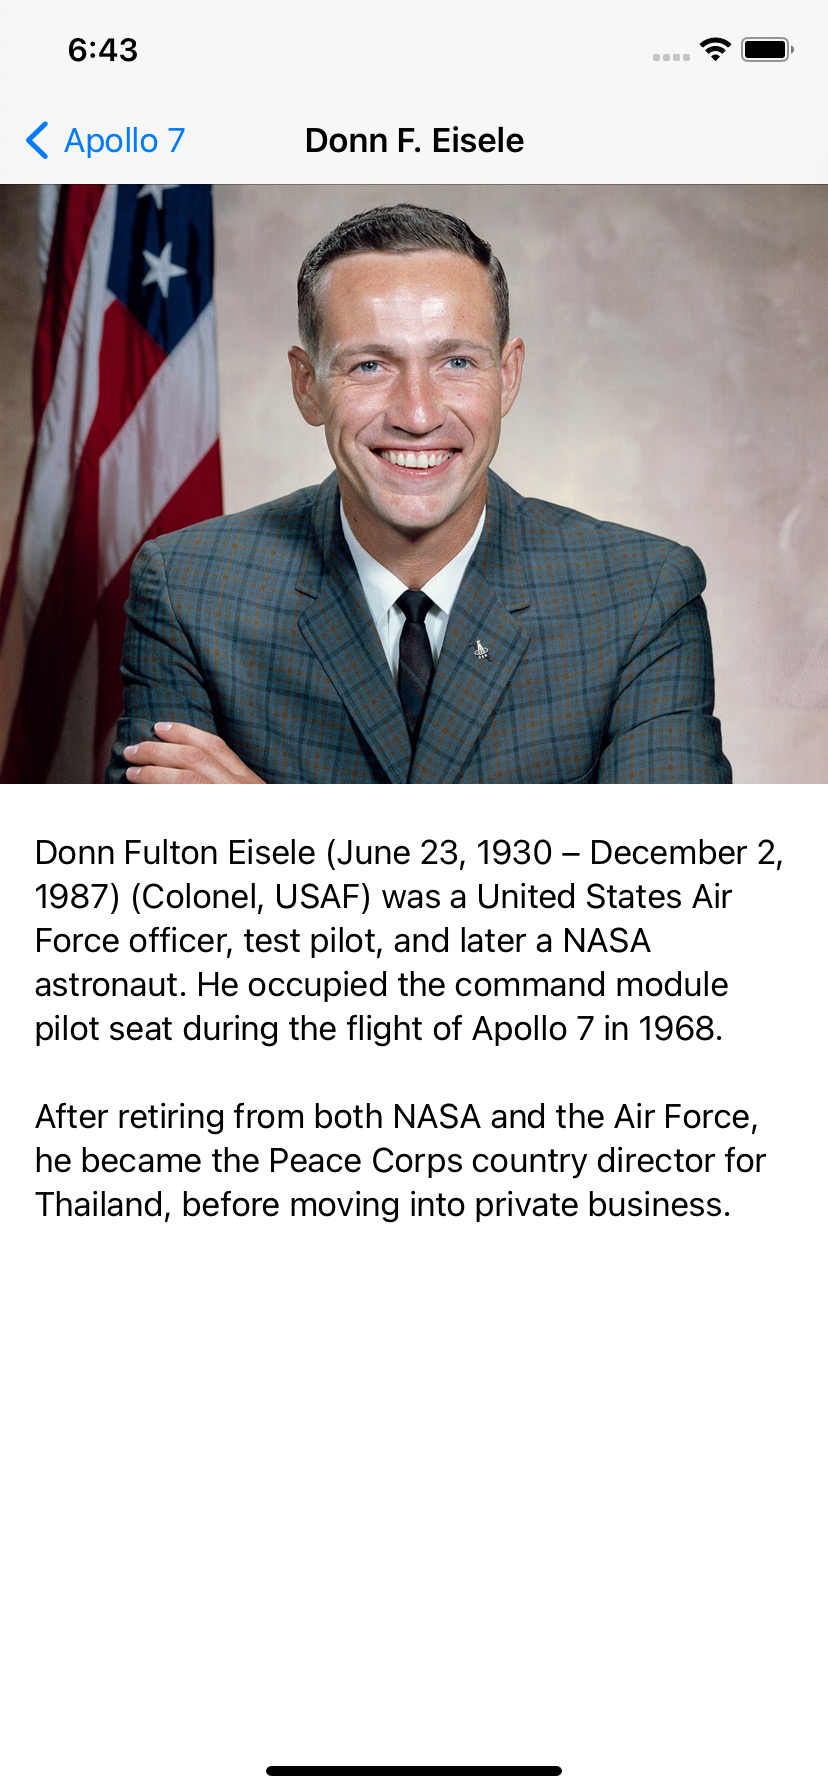 6:43
Apollo 7
Donn F. Eisele
Donn Fulton Eisele (June 23, 1930 – December 2,
1987) (Colonel, USAF) was a United States Air
Force officer, test pilot, and later a NASA
astronaut. He occupied the command module
pilot seat during the flight of Apollo 7 in 1968.
After retiring from both NASA and the Air Force,
he became the Peace Corps country director for
Thailand, before moving into private business.